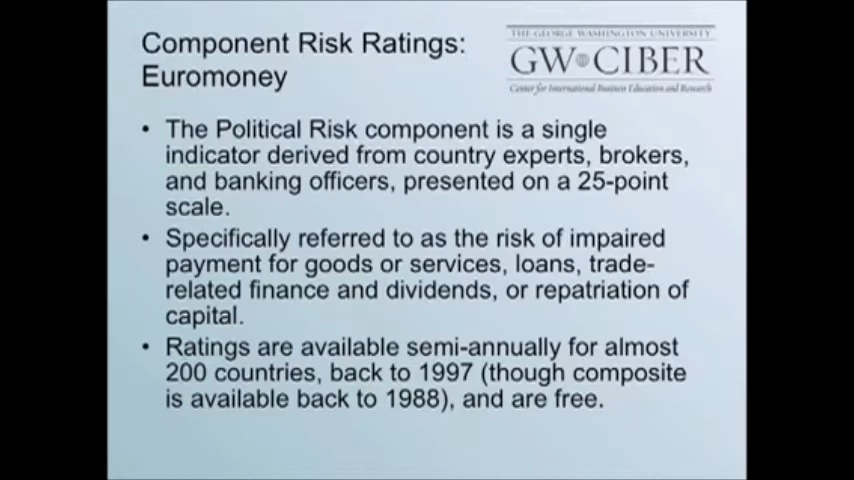 Component Risk Ratings:
Euromoney
THE GEORGE WASHINGTON UNIVERSITY
GW CIBER
Center for International Business Education and Research
• The Political Risk component is a single
indicator derived from country experts, brokers,
and banking officers, presented on a 25-point
scale.
• Specifically referred to as the risk of impaired
payment for goods or services, loans, trade-
related finance and dividends, or repatriation of
capital.
• Ratings are available semi-annually for almost
200 countries, back to 1997 (though composite
is available back to 1988), and are free.